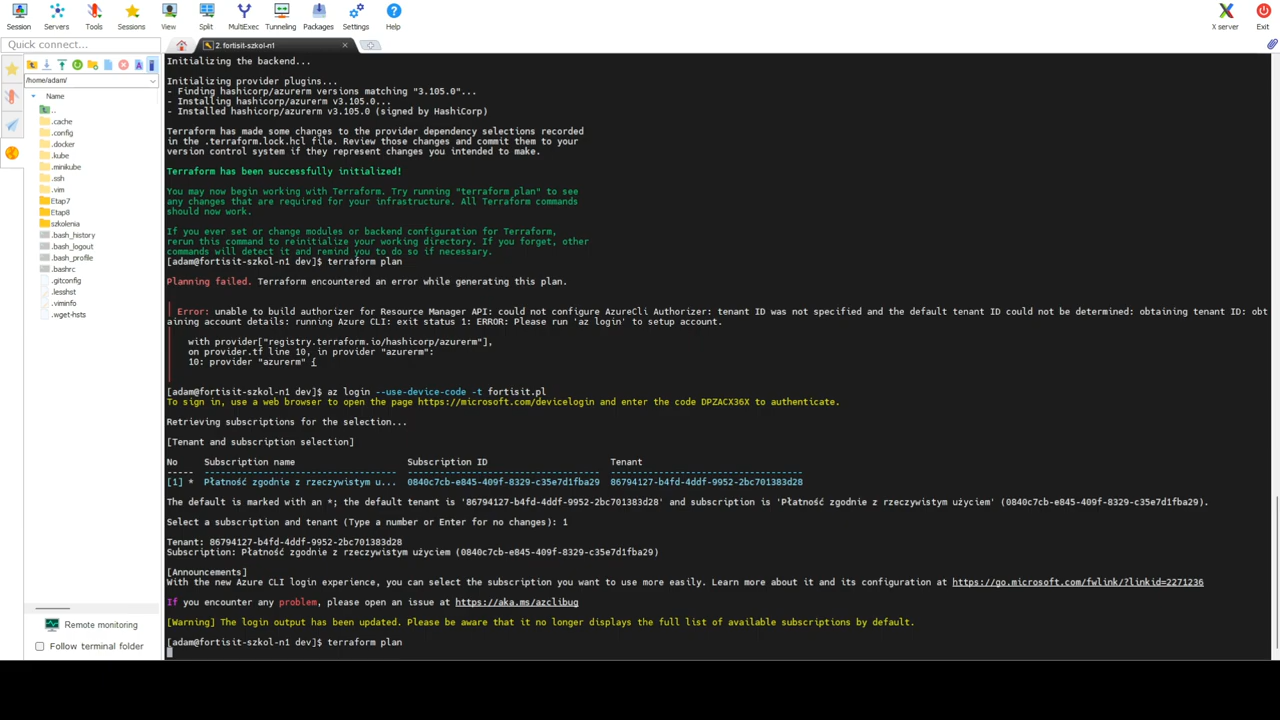 Session
Servers
Tools
Sessions
View
Split
MultiExec
Tunneling
Packages
Settings
Help
X server
Exit
Quick connect...
2. fortisit-szkol-n1
/home/adam/
Name
..
.cache
.config
.docker
.kube
.minikube
.ssh
.vim
Etap7
Etap8
szkolenia
.bash_history
.bash_logout
.bash_profile
.bashrc
.gitconfig
.lesshst
.viminfo
.wget-hsts
Remote monitoring
Follow terminal folder
Initializing the backend...
Initializing provider plugins...
- Finding hashicorp/azurerm versions matching "3.105.0"...
- Installing hashicorp/azurerm v3.105.0...
- Installed hashicorp/azurerm v3.105.0 (signed by HashiCorp)
Terraform has made some changes to the provider dependency selections recorded
in the .terraform.lock.hcl file. Review those changes and commit them to your
version control system if they represent changes you intended to make.
Terraform has been successfully initialized!
You may now begin working with Terraform. Try running "terraform plan" to see
any changes that are required for your infrastructure. All Terraform commands
should now work.
If you ever set or change modules or backend configuration for Terraform,
rerun this command to reinitialize your working directory. If you forget, other
commands will detect it and remind you to do so if necessary.
[adam@fortisit-szkol-n1 dev]$ terraform plan
Planning failed. Terraform encountered an error while generating this plan.
Error: unable to build authorizer for Resource Manager API: could not configure AzureCli Authorizer: tenant ID was not specified and the default tenant ID could not be determined: obtaining tenant ID: obt
aining account details: running Azure CLI: exit status 1: ERROR: Please run 'az login' to setup account.
with provider["registry.terraform.io/hashicorp/azurerm"],
on provider.tf line 10, in provider "azurerm":
10: provider "azurerm" {
[adam@fortisit-szkol-n1 dev]$ az login --use-device-code -t fortisit.pl
To sign in, use a web browser to open the page https://microsoft.com/devicelogin and enter the code DPZACX36X to authenticate.
Retrieving subscriptions for the selection...
[Tenant and subscription selection]
No Subscription name Subscription ID Tenant
[1] * Płatność zgodnie z rzeczywistym u... 0840c7cb-e845-409f-8329-c35e7d1fba29 86794127-b4fd-4ddf-9952-2bc701383d28
The default is marked with an *; the default tenant is '86794127-b4fd-4ddf-9952-2bc701383d28' and subscription is 'Płatność zgodnie z rzeczywistym użyciem' (0840c7cb-e845-409f-8329-c35e7d1fba29).
Select a subscription and tenant (Type a number or Enter for no changes): 1
Tenant: 86794127-b4fd-4ddf-9952-2bc701383d28
Subscription: Płatność zgodnie z rzeczywistym użyciem (0840c7cb-e845-409f-8329-c35e7d1fba29)
[Announcements]
With the new Azure CLI login experience, you can select the subscription you want to use more easily. Learn more about it and its configuration at https://go.microsoft.com/fwlink/?linkid=2271236
If you encounter any problem, please open an issue at https://aka.ms/azclibug
[Warning] The login output has been updated. Please be aware that it no longer displays the full list of available subscriptions by default.
[adam@fortisit-szkol-n1 dev]$ terraform plan